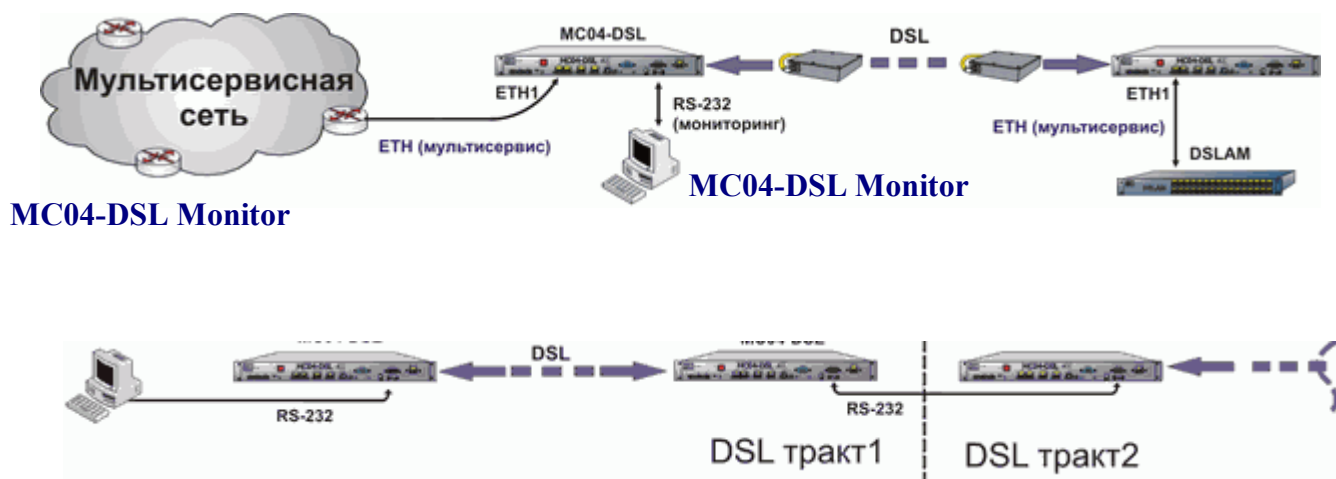 MC04-DSL
DSL
Мультисервисная
сеть
ETH1
RS-232
(мониторинг)
ETH (мультисервис)
ETH1
ETH (мультисервис)
DSLAM
MC04-DSL Monitor
MC04-DSL Monitor
DSL
RS-232
RS-232
DSL тракт1
DSL тракт2